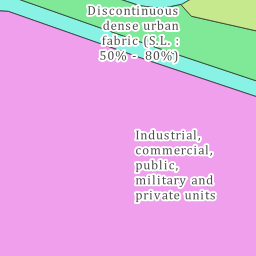 Discontinuous
dense urban
fabric (S.L. :
50% - 80%)
Industrial,
commercial,
public,
military and
private units